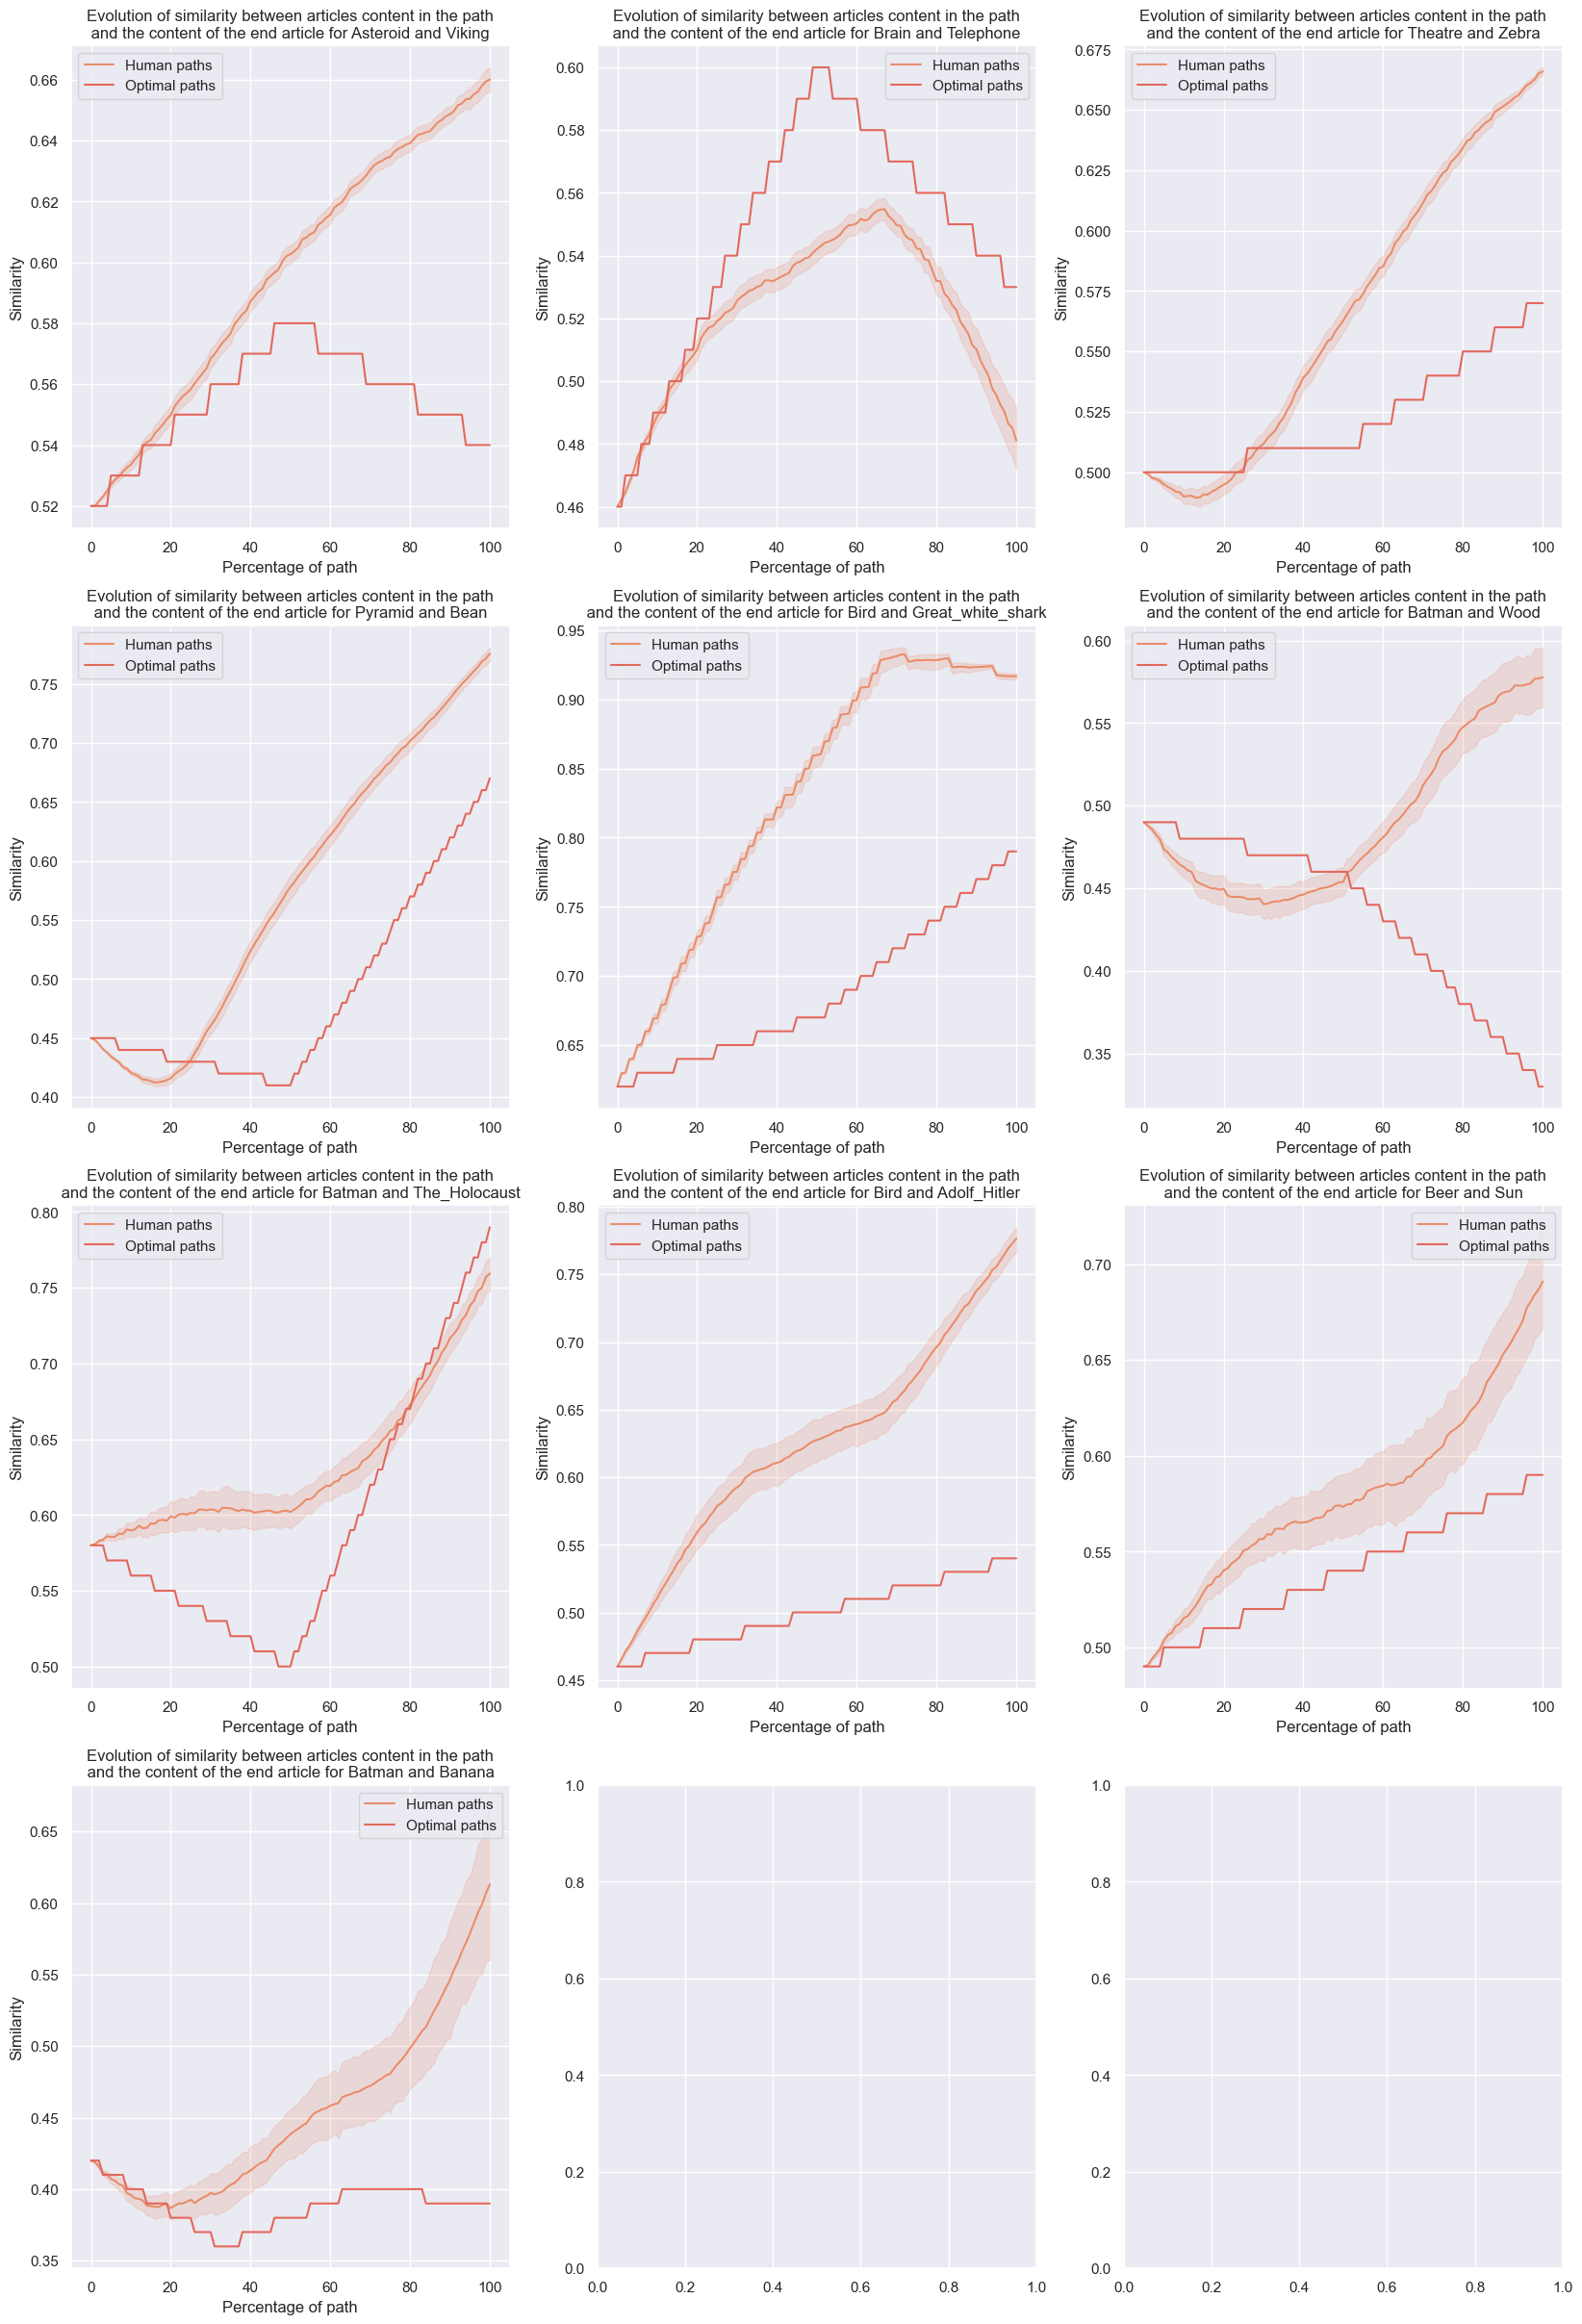 Evolution of similarity between articles content in the path
and the content of the end article for Asteroid and Viking
Human paths
Optimal paths
0.66
0.64
0.62
0.60
0.58
0.56
0.54
0.52
Similarity
0 20 40 60 80 100
Percentage of path
Evolution of similarity between articles content in the path
and the content of the end article for Brain and Telephone
Human paths
Optimal paths
0.60
0.58
0.56
0.54
0.52
0.50
0.48
0.46
Similarity
0 20 40 60 80 100
Percentage of path
Evolution of similarity between articles content in the path
and the content of the end article for Theatre and Zebra
Human paths
Optimal paths
0.675
0.650
0.625
0.600
0.575
0.550
0.525
0.500
Similarity
0 20 40 60 80 100
Percentage of path
Evolution of similarity between articles content in the path
and the content of the end article for Pyramid and Bean
Human paths
Optimal paths
0.75
0.70
0.65
0.60
0.55
0.50
0.45
0.40
Similarity
0 20 40 60 80 100
Percentage of path
Evolution of similarity between articles content in the path
and the content of the end article for Bird and Great_white_shark
Human paths
Optimal paths
0.95
0.90
0.85
0.80
0.75
0.70
0.65
Similarity
0 20 40 60 80 100
Percentage of path
Evolution of similarity between articles content in the path
and the content of the end article for Batman and Wood
Human paths
Optimal paths
0.60
0.55
0.50
0.45
0.40
0.35
Similarity
0 20 40 60 80 100
Percentage of path
Evolution of similarity between articles content in the path
and the content of the end article for Batman and The_Holocaust
Human paths
Optimal paths
0.80
0.75
0.70
0.65
0.60
0.55
0.50
Similarity
0 20 40 60 80 100
Percentage of path
Evolution of similarity between articles content in the path
and the content of the end article for Bird and Adolf_Hitler
Human paths
Optimal paths
0.80
0.75
0.70
0.65
0.60
0.55
0.50
0.45
Similarity
0 20 40 60 80 100
Percentage of path
Evolution of similarity between articles content in the path
and the content of the end article for Beer and Sun
Human paths
Optimal paths
0.70
0.65
0.60
0.55
0.50
Similarity
0 20 40 60 80 100
Percentage of path
Evolution of similarity between articles content in the path
and the content of the end article for Batman and Banana
Human paths
Optimal paths
0.65
0.60
0.55
0.50
0.45
0.40
0.35
Similarity
0 20 40 60 80 100
Percentage of path
1.0
0.8
0.6
0.4
0.2
0.0
0.0 0.2 0.4 0.6 0.8 1.0
1.0
0.8
0.6
0.4
0.2
0.0
0.0 0.2 0.4 0.6 0.8 1.0